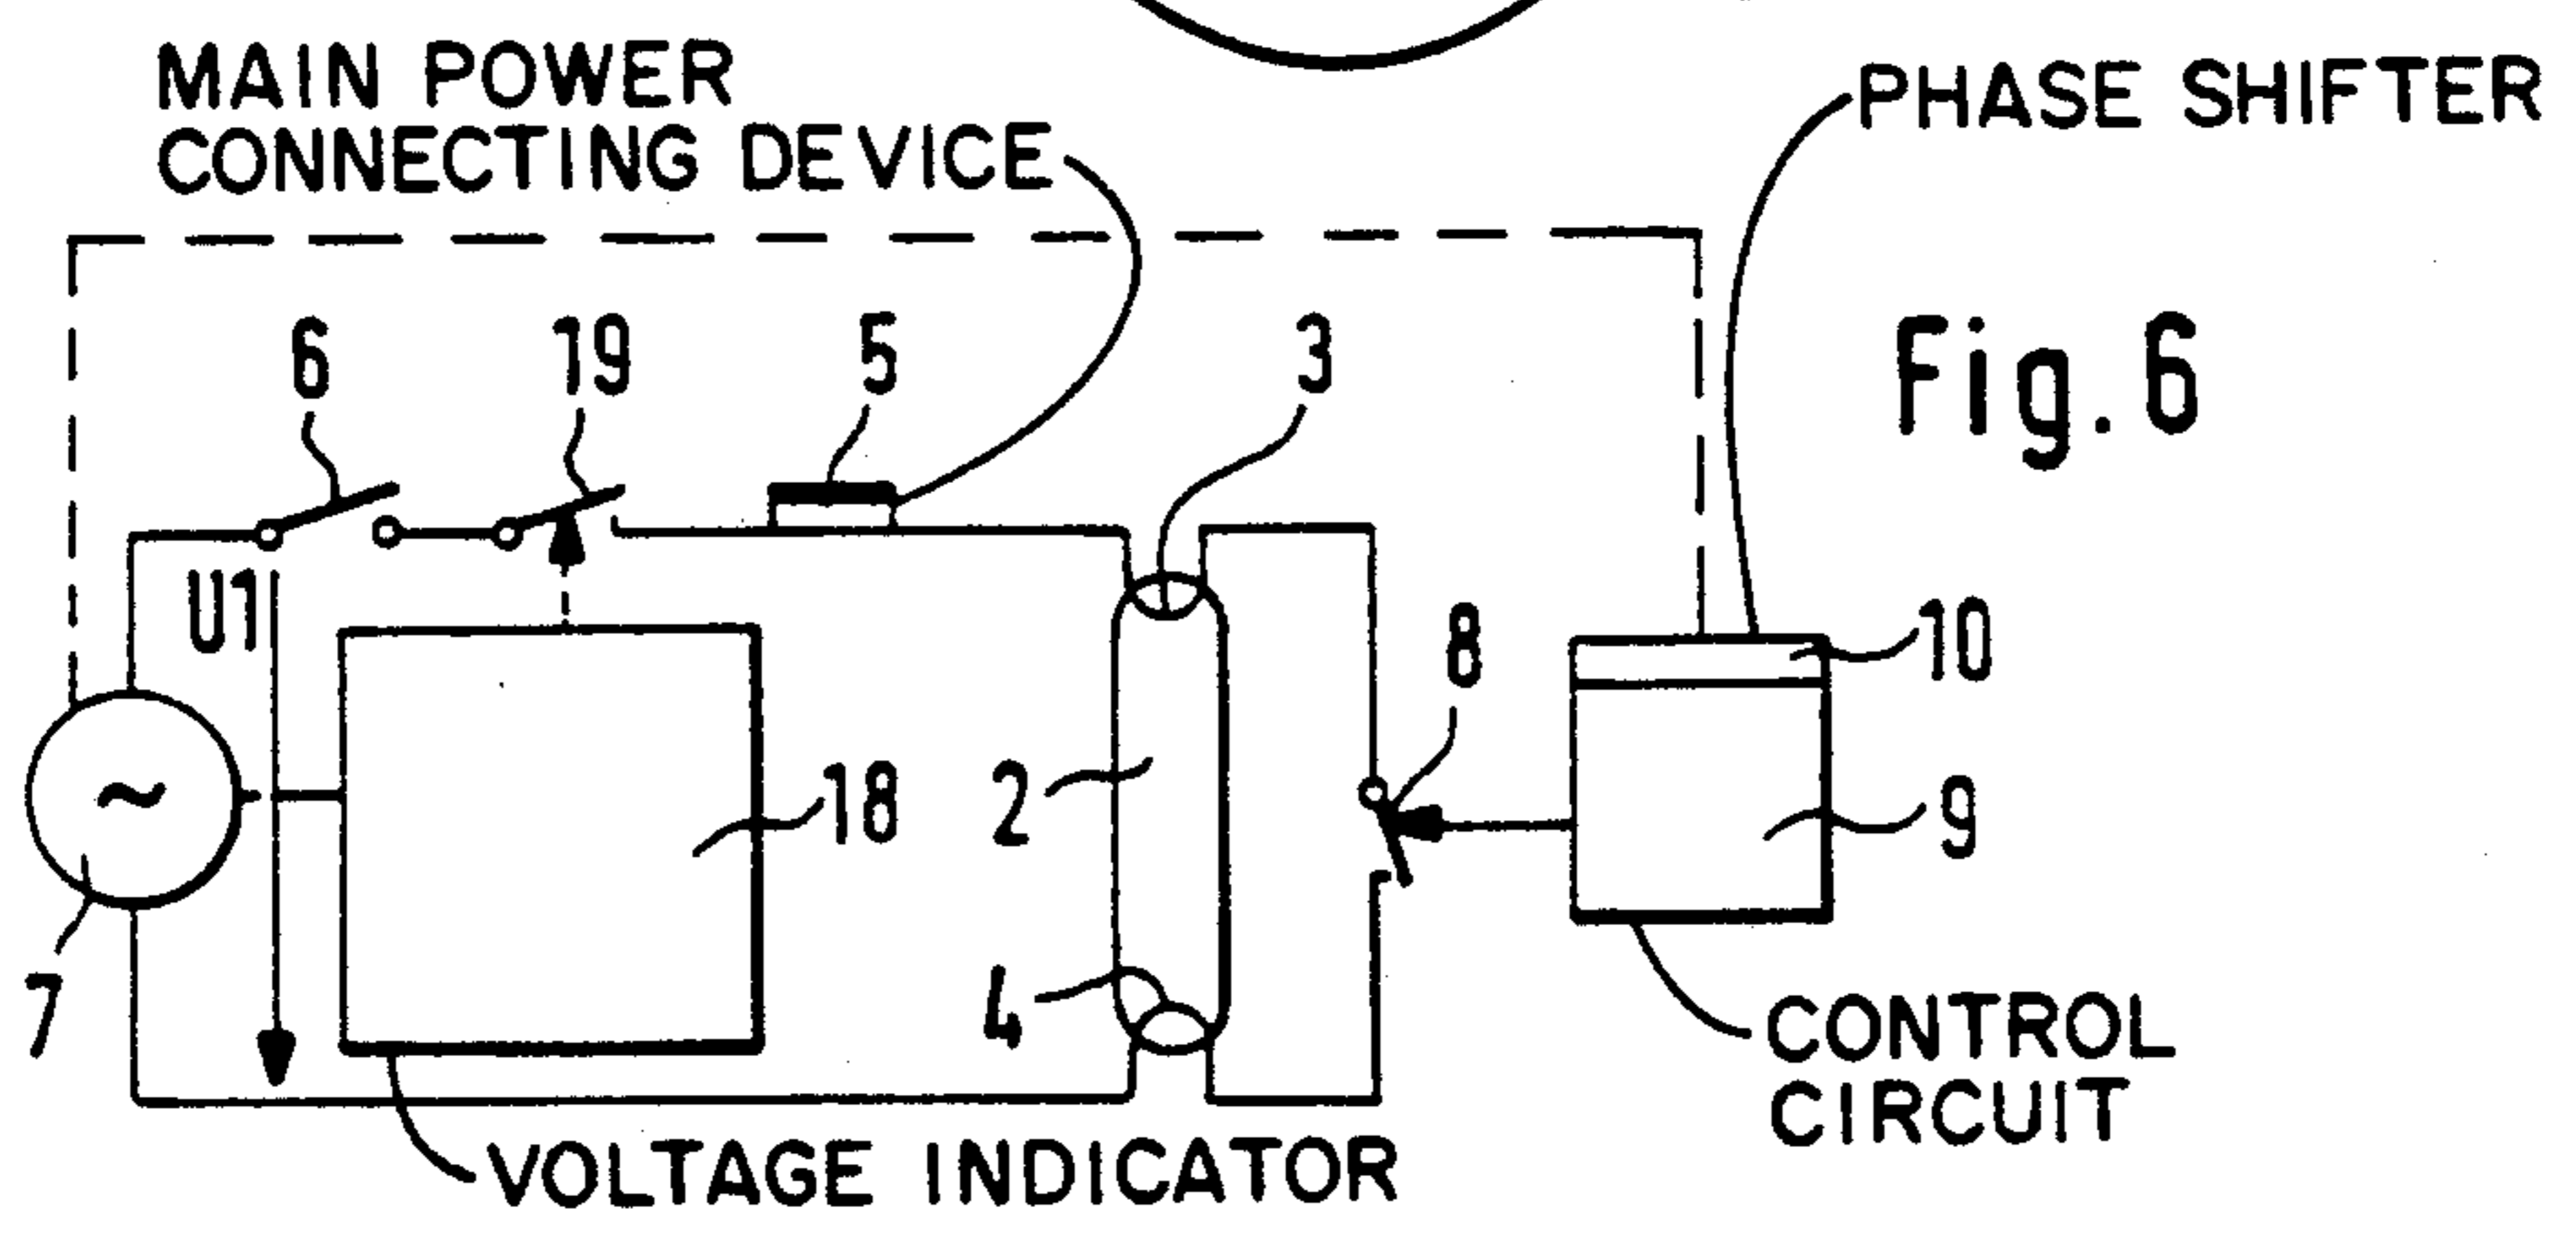 MAIN POWER
CONNECTING DEVICE
PHASE SHIFTER
6
19
5
3
Fig. 6
U1
8
10
~
18
2
9
7
4
CONTROL
CIRCUIT
VOLTAGE INDICATOR